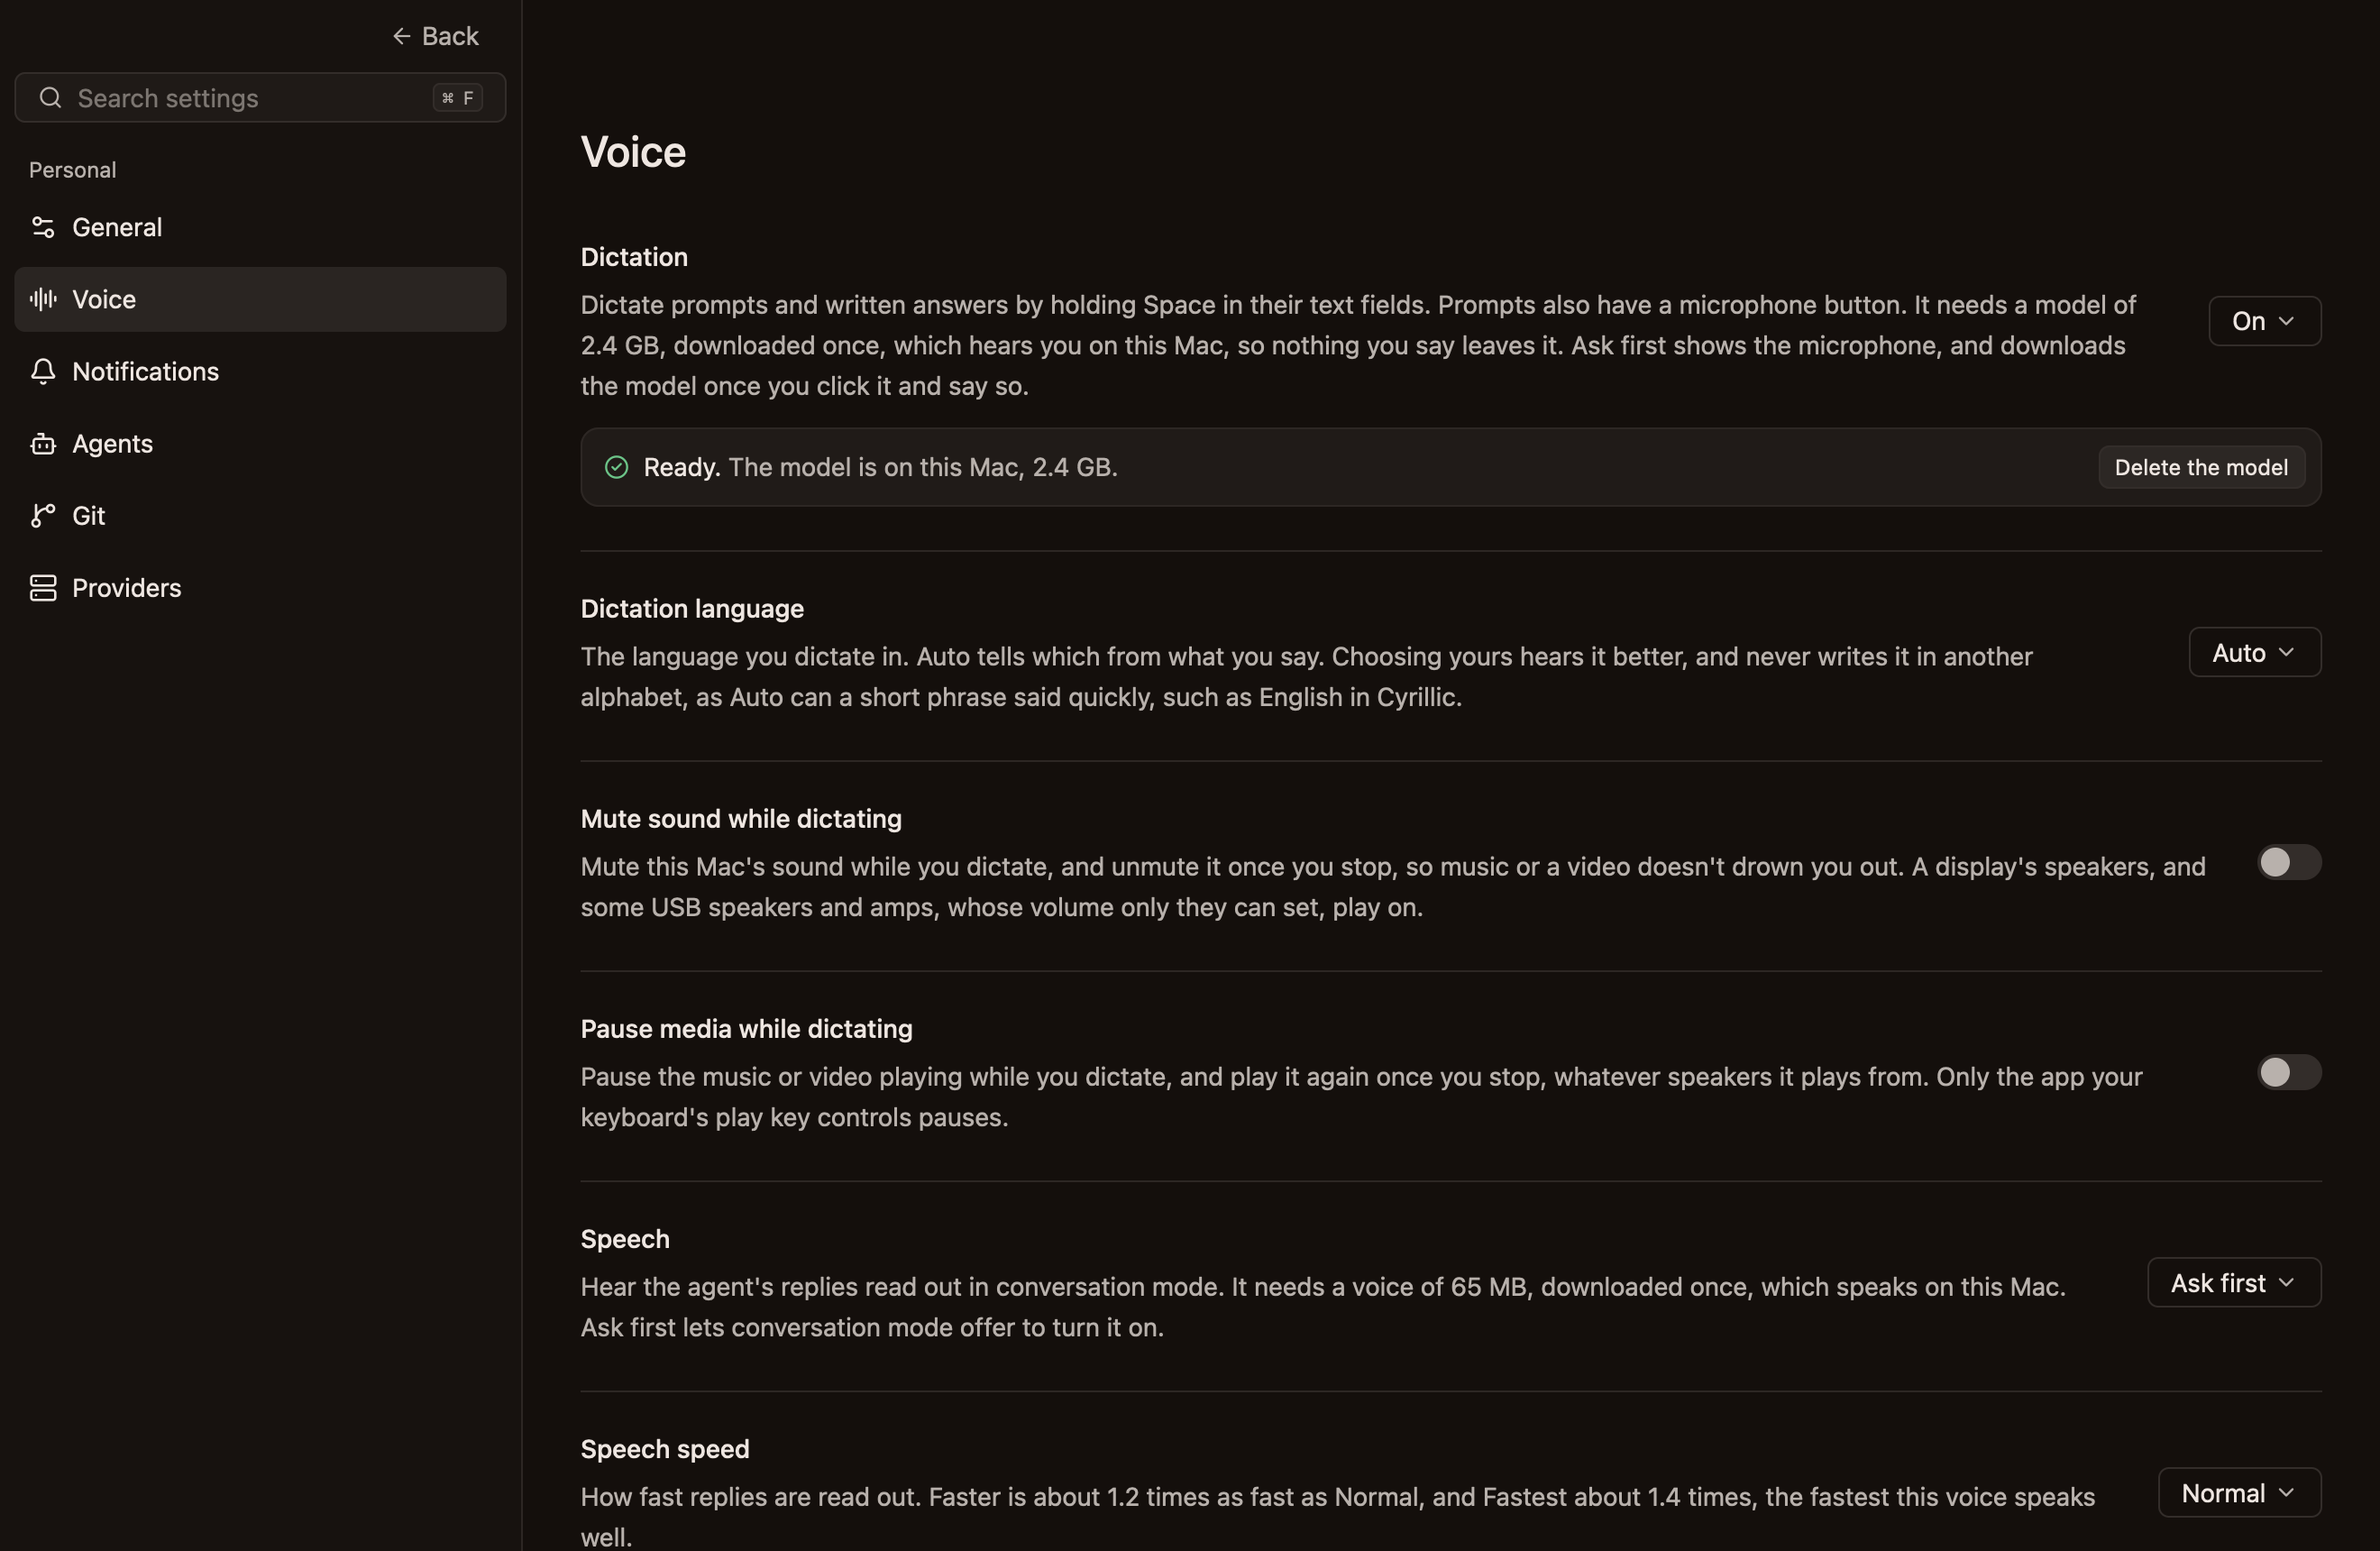 Back
Search settings
⌘ F
Personal
General
Voice
Notifications
Agents
Git
Providers
Voice
Dictation
Dictate prompts and written answers by holding Space in their text fields. Prompts also have a microphone button. It needs a model of
2.4 GB, downloaded once, which hears you on this Mac, so nothing you say leaves it. Ask first shows the microphone, and downloads
the model once you click it and say so.
On
Ready. The model is on this Mac, 2.4 GB.
Delete the model
Dictation language
The language you dictate in. Auto tells which from what you say. Choosing yours hears it better, and never writes it in another
alphabet, as Auto can a short phrase said quickly, such as English in Cyrillic.
Auto
Mute sound while dictating
Mute this Mac's sound while you dictate, and unmute it once you stop, so music or a video doesn't drown you out. A display's speakers, and
some USB speakers and amps, whose volume only they can set, play on.
Pause media while dictating
Pause the music or video playing while you dictate, and play it again once you stop, whatever speakers it plays from. Only the app your
keyboard's play key controls pauses.
Speech
Hear the agent's replies read out in conversation mode. It needs a voice of 65 MB, downloaded once, which speaks on this Mac.
Ask first lets conversation mode offer to turn it on.
Ask first
Speech speed
How fast replies are read out. Faster is about 1.2 times as fast as Normal, and Fastest about 1.4 times, the fastest this voice speaks
well.
Normal